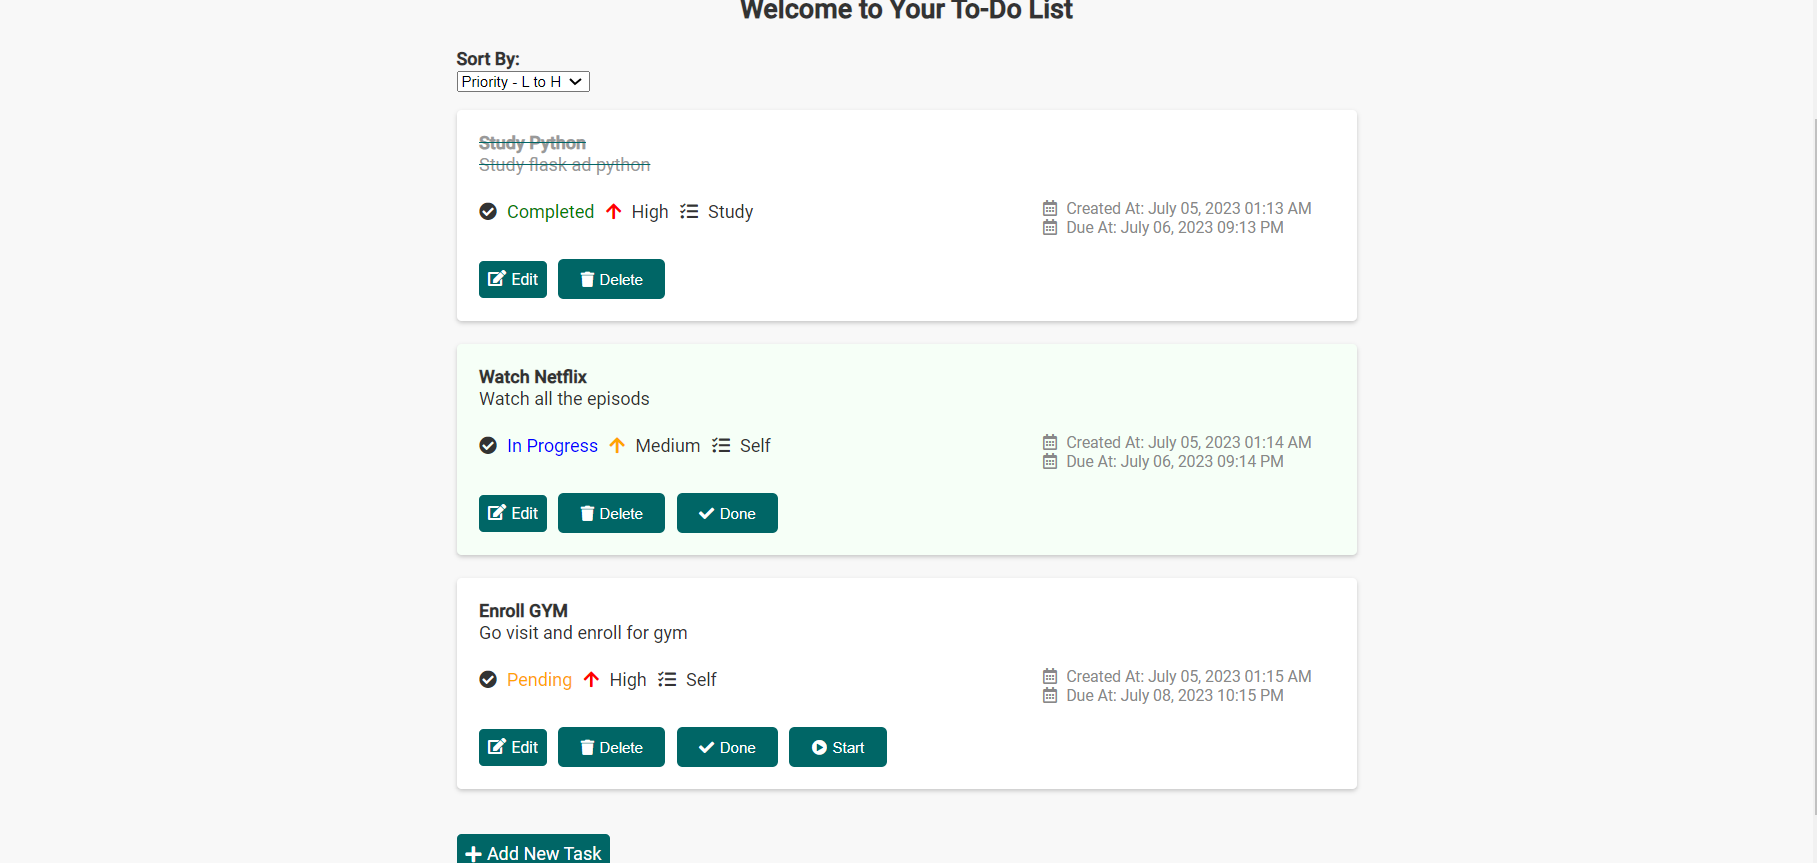 Welcome to Your To-Do List
Sort By:
Priority - L to H
Study Python
Study flask ad python
Completed High Study
Created At: July 05, 2023 01:13 AM
Due At: July 06, 2023 09:13 PM
Edit Delete
Watch Netflix
Watch all the episods
In Progress Medium Self
Created At: July 05, 2023 01:14 AM
Due At: July 06, 2023 09:14 PM
Edit Delete Done
Enroll GYM
Go visit and enroll for gym
Pending High Self
Created At: July 05, 2023 01:15 AM
Due At: July 08, 2023 10:15 PM
Edit Delete Done Start
Add New Task